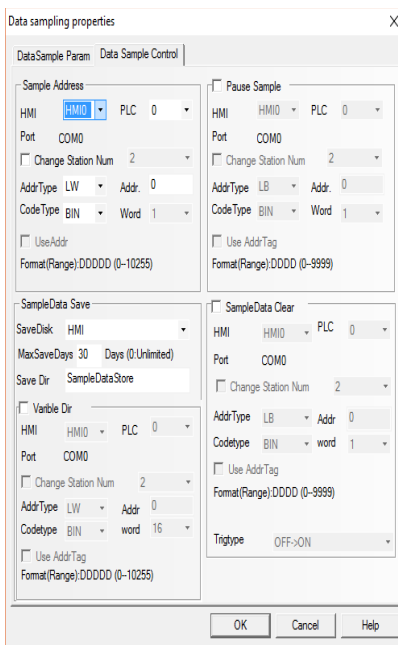 Data sampling properties X
DataSample Param Data Sample Control
Sample Address
HMI HMI0 PLC 0
Port COM0
Change Station Num 2
AddrType LW Addr. 0
CodeType BIN Word 1
UseAddr
Format(Range):DDDDD (0--10255)
Pause Sample
HMI HMI0 PLC 0
Port COM0
Change Station Num 2
AddrType LB Addr. 0
CodeType BIN Word 1
Use AddrTag
Format(Range):DDDD (0--9999)
SampleData Save
SaveDisk HMI
MaxSaveDays 30 Days (0:Unlimited)
Save Dir SampleDataStore
Varible Dir
HMI HMI0 PLC 0
Port COM0
Change Station Num 2
AddrType LW Addr 0
Codetype BIN word 16
Use AddrTag
Format(Range):DDDDD (0--10255)
SampleData Clear
HMI HMI0 PLC 0
Port COM0
Change Station Num 2
AddrType LB Addr 0
Codetype BIN word 1
Use AddrTag
Format(Range):DDDD (0--9999)
Trigtype OFF->ON
OK Cancel Help